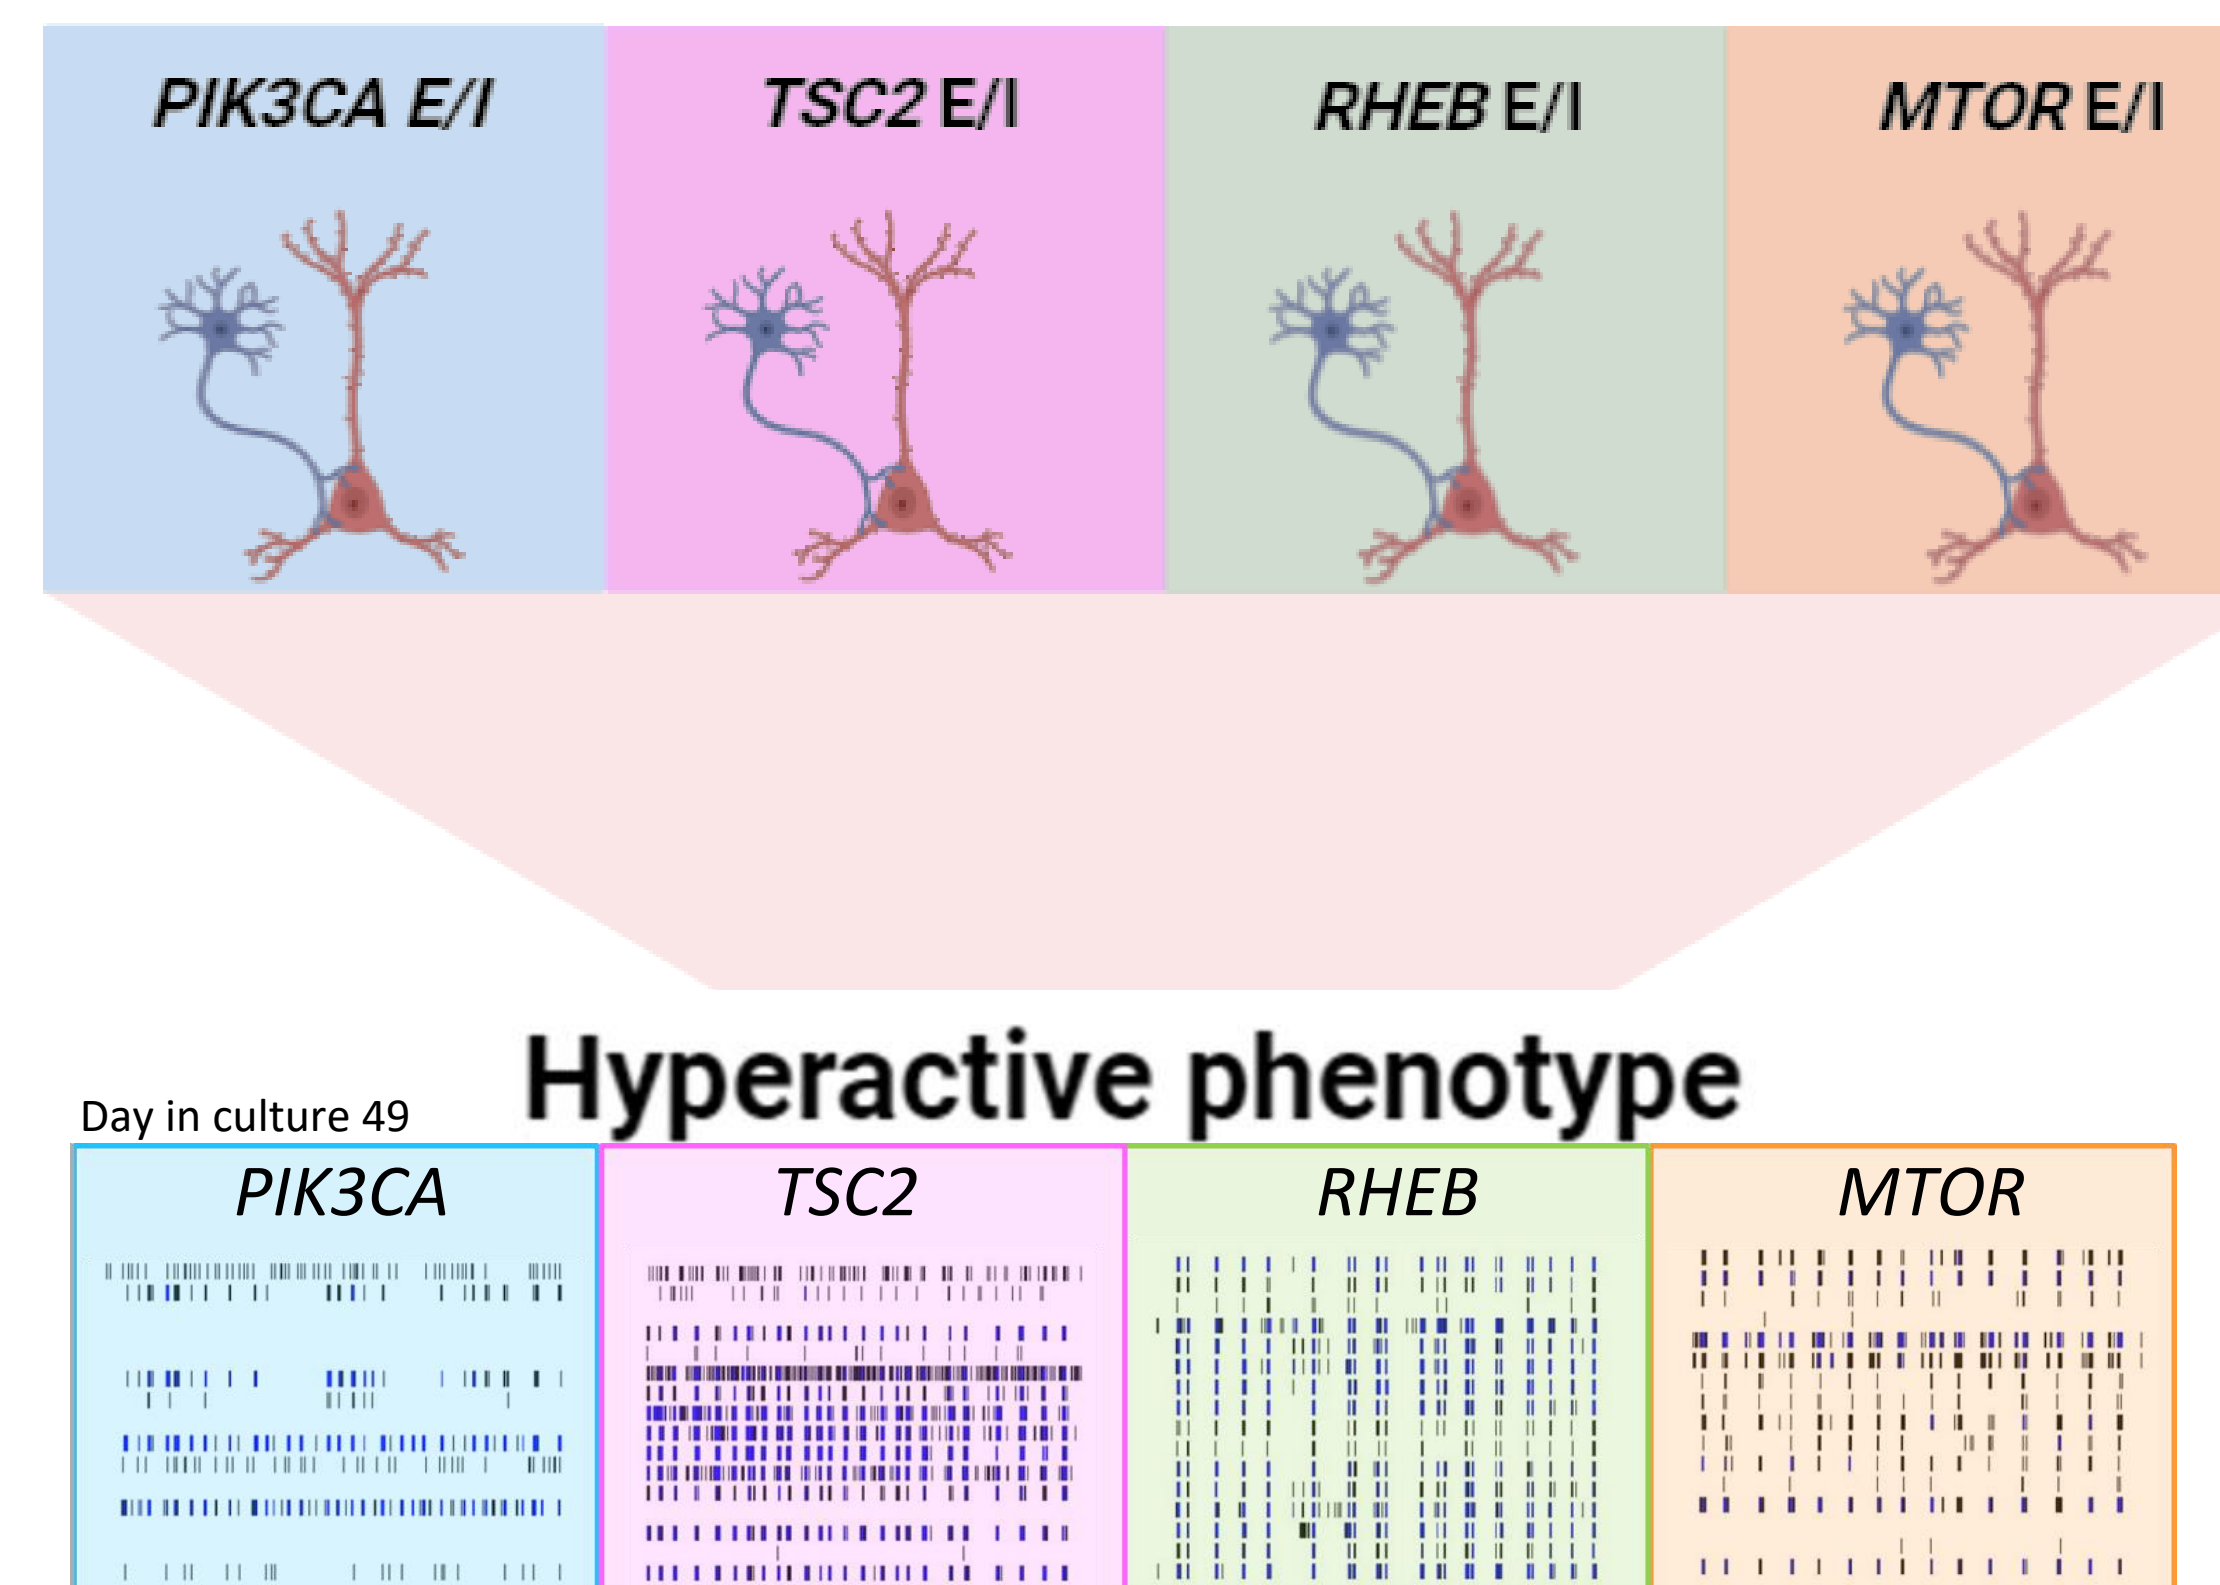 PIK3CA E/I
TSC2 E/I
RHEB E/I
MTOR E/I
Hyperactive phenotype
Day in culture 49
PIK3CA
TSC2
RHEB
MTOR